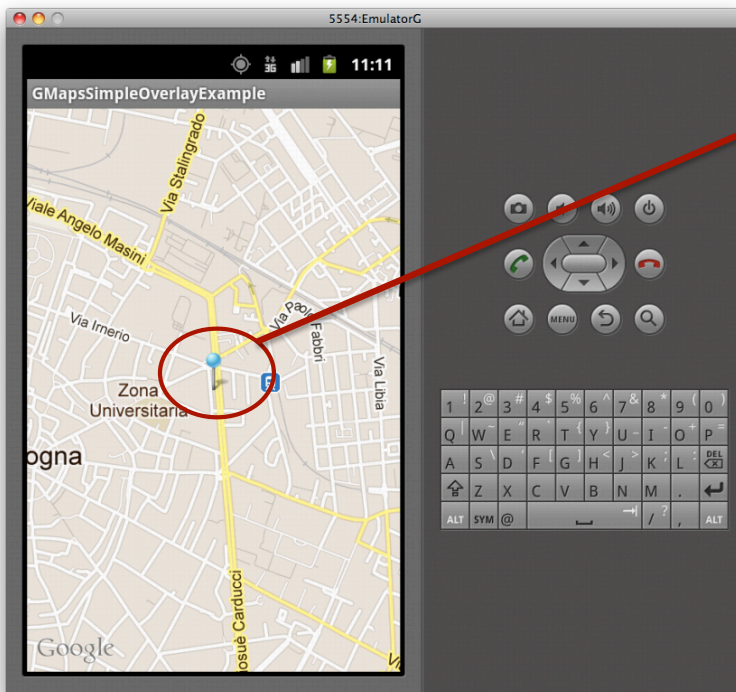 5554:EmulatorG
3G
11:11
GMapsSimpleOverlayExample
Via Stalingrado
Viale Angelo Masini
Via Irnerio
Via Paolo Fabbri
Via Libia
Zona
Universitaria
ogna
osuè Carducci
Google
MENU
1 ! 2 @ 3 # 4 $ 5 % 6 ^ 7 & 8 * 9 ( 0 )
Q | W ~ E “ R ` T { Y } U _ I - O + P =
A S \ D ‘ F [ G ] H < J > K ; L : DEL
Z X C V B N M .
ALT SYM @ / ? , ALT